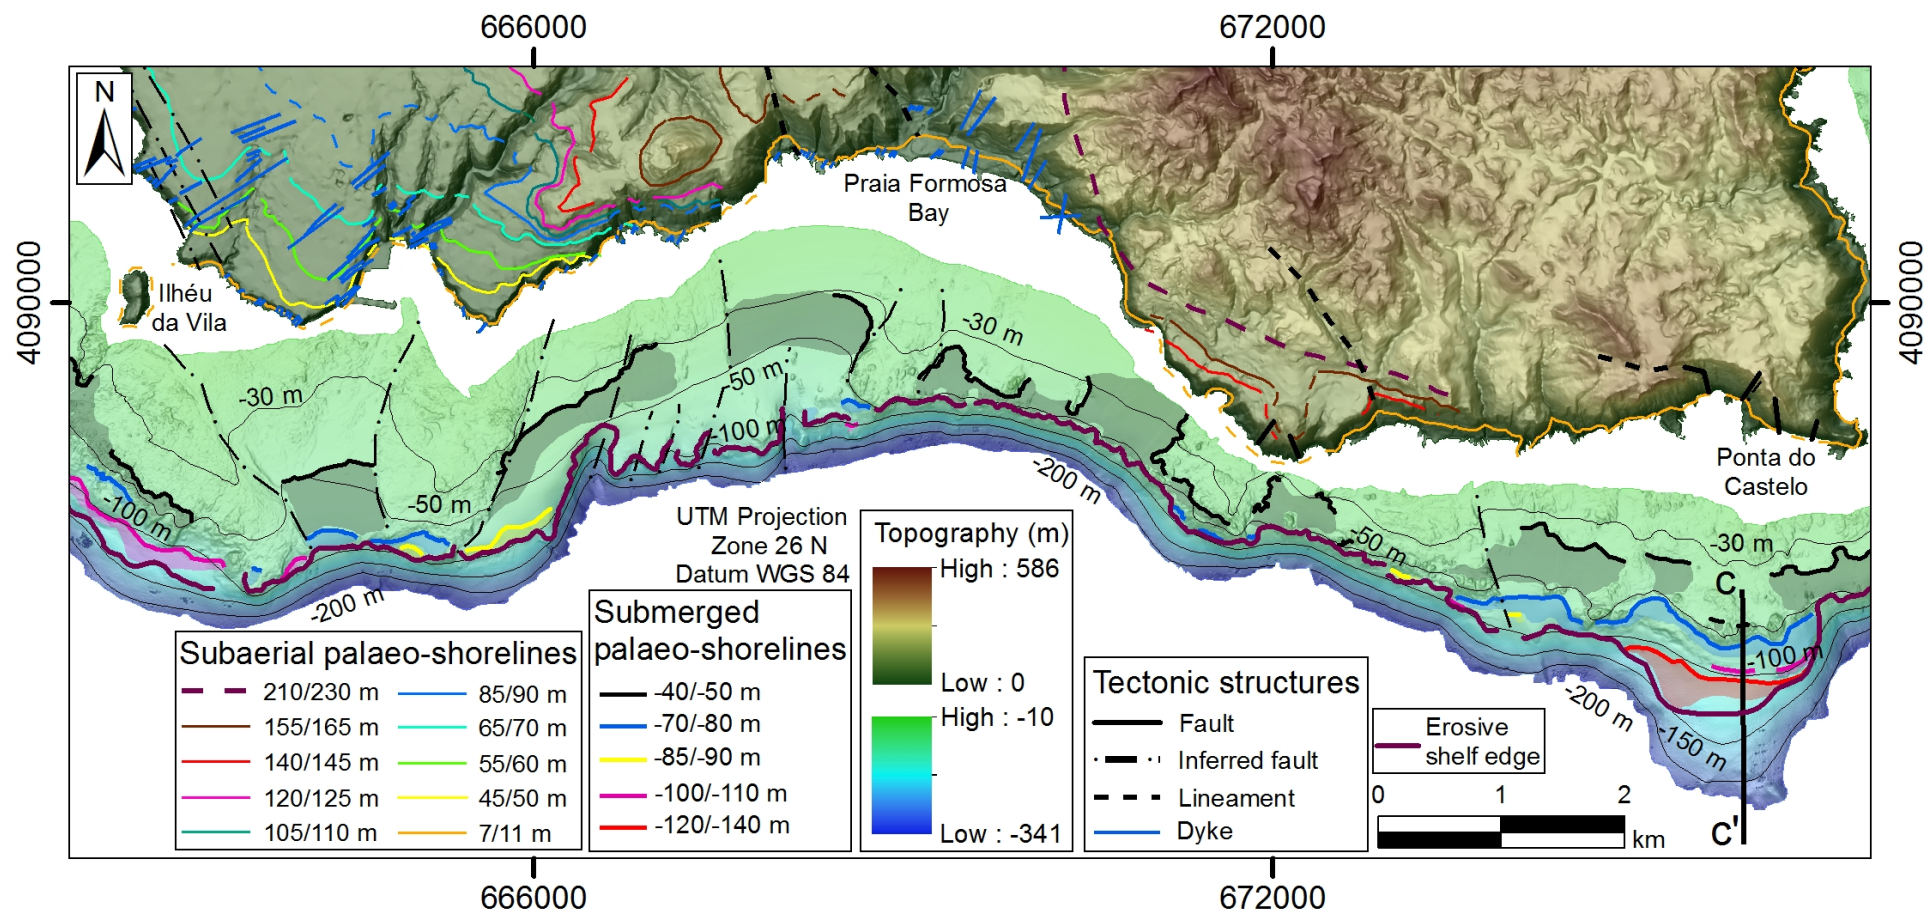 666000
672000
N
4090000
4090000
Praia Formosa
Bay
Ilhéu
da Vila
-30 m
-30 m
-50 m
-100 m
-50 m
-100 m
-200 m
-200 m
Ponta do
Castelo
-50 m
-30 m
C
-100 m
-200 m
-150 m
C'
UTM Projection
Zone 26 N
Datum WGS 84
Subaerial palaeo-shorelines
210/230 m
155/165 m
140/145 m
120/125 m
105/110 m
85/90 m
65/70 m
55/60 m
45/50 m
7/11 m
Submerged
palaeo-shorelines
-40/-50 m
-70/-80 m
-85/-90 m
-100/-110 m
-120/-140 m
Topography (m)
High : 586
Low : 0
High : -10
Low : -341
Tectonic structures
Fault
Inferred fault
Lineament
Dyke
Erosive
shelf edge
0 1 2
km
666000
672000